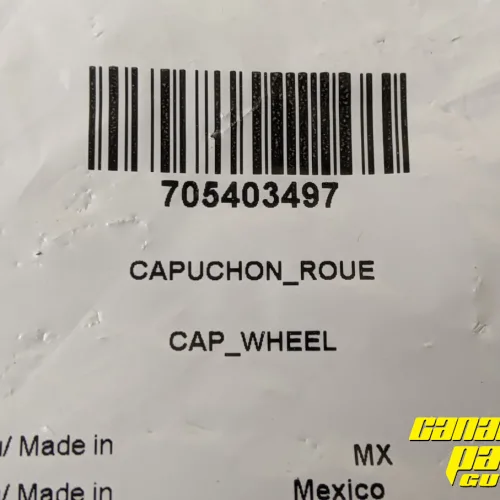 705403497
CAPUCHON_ROUE
CAP_WHEEL
/ Made in
MX
/ Made in
Mexico